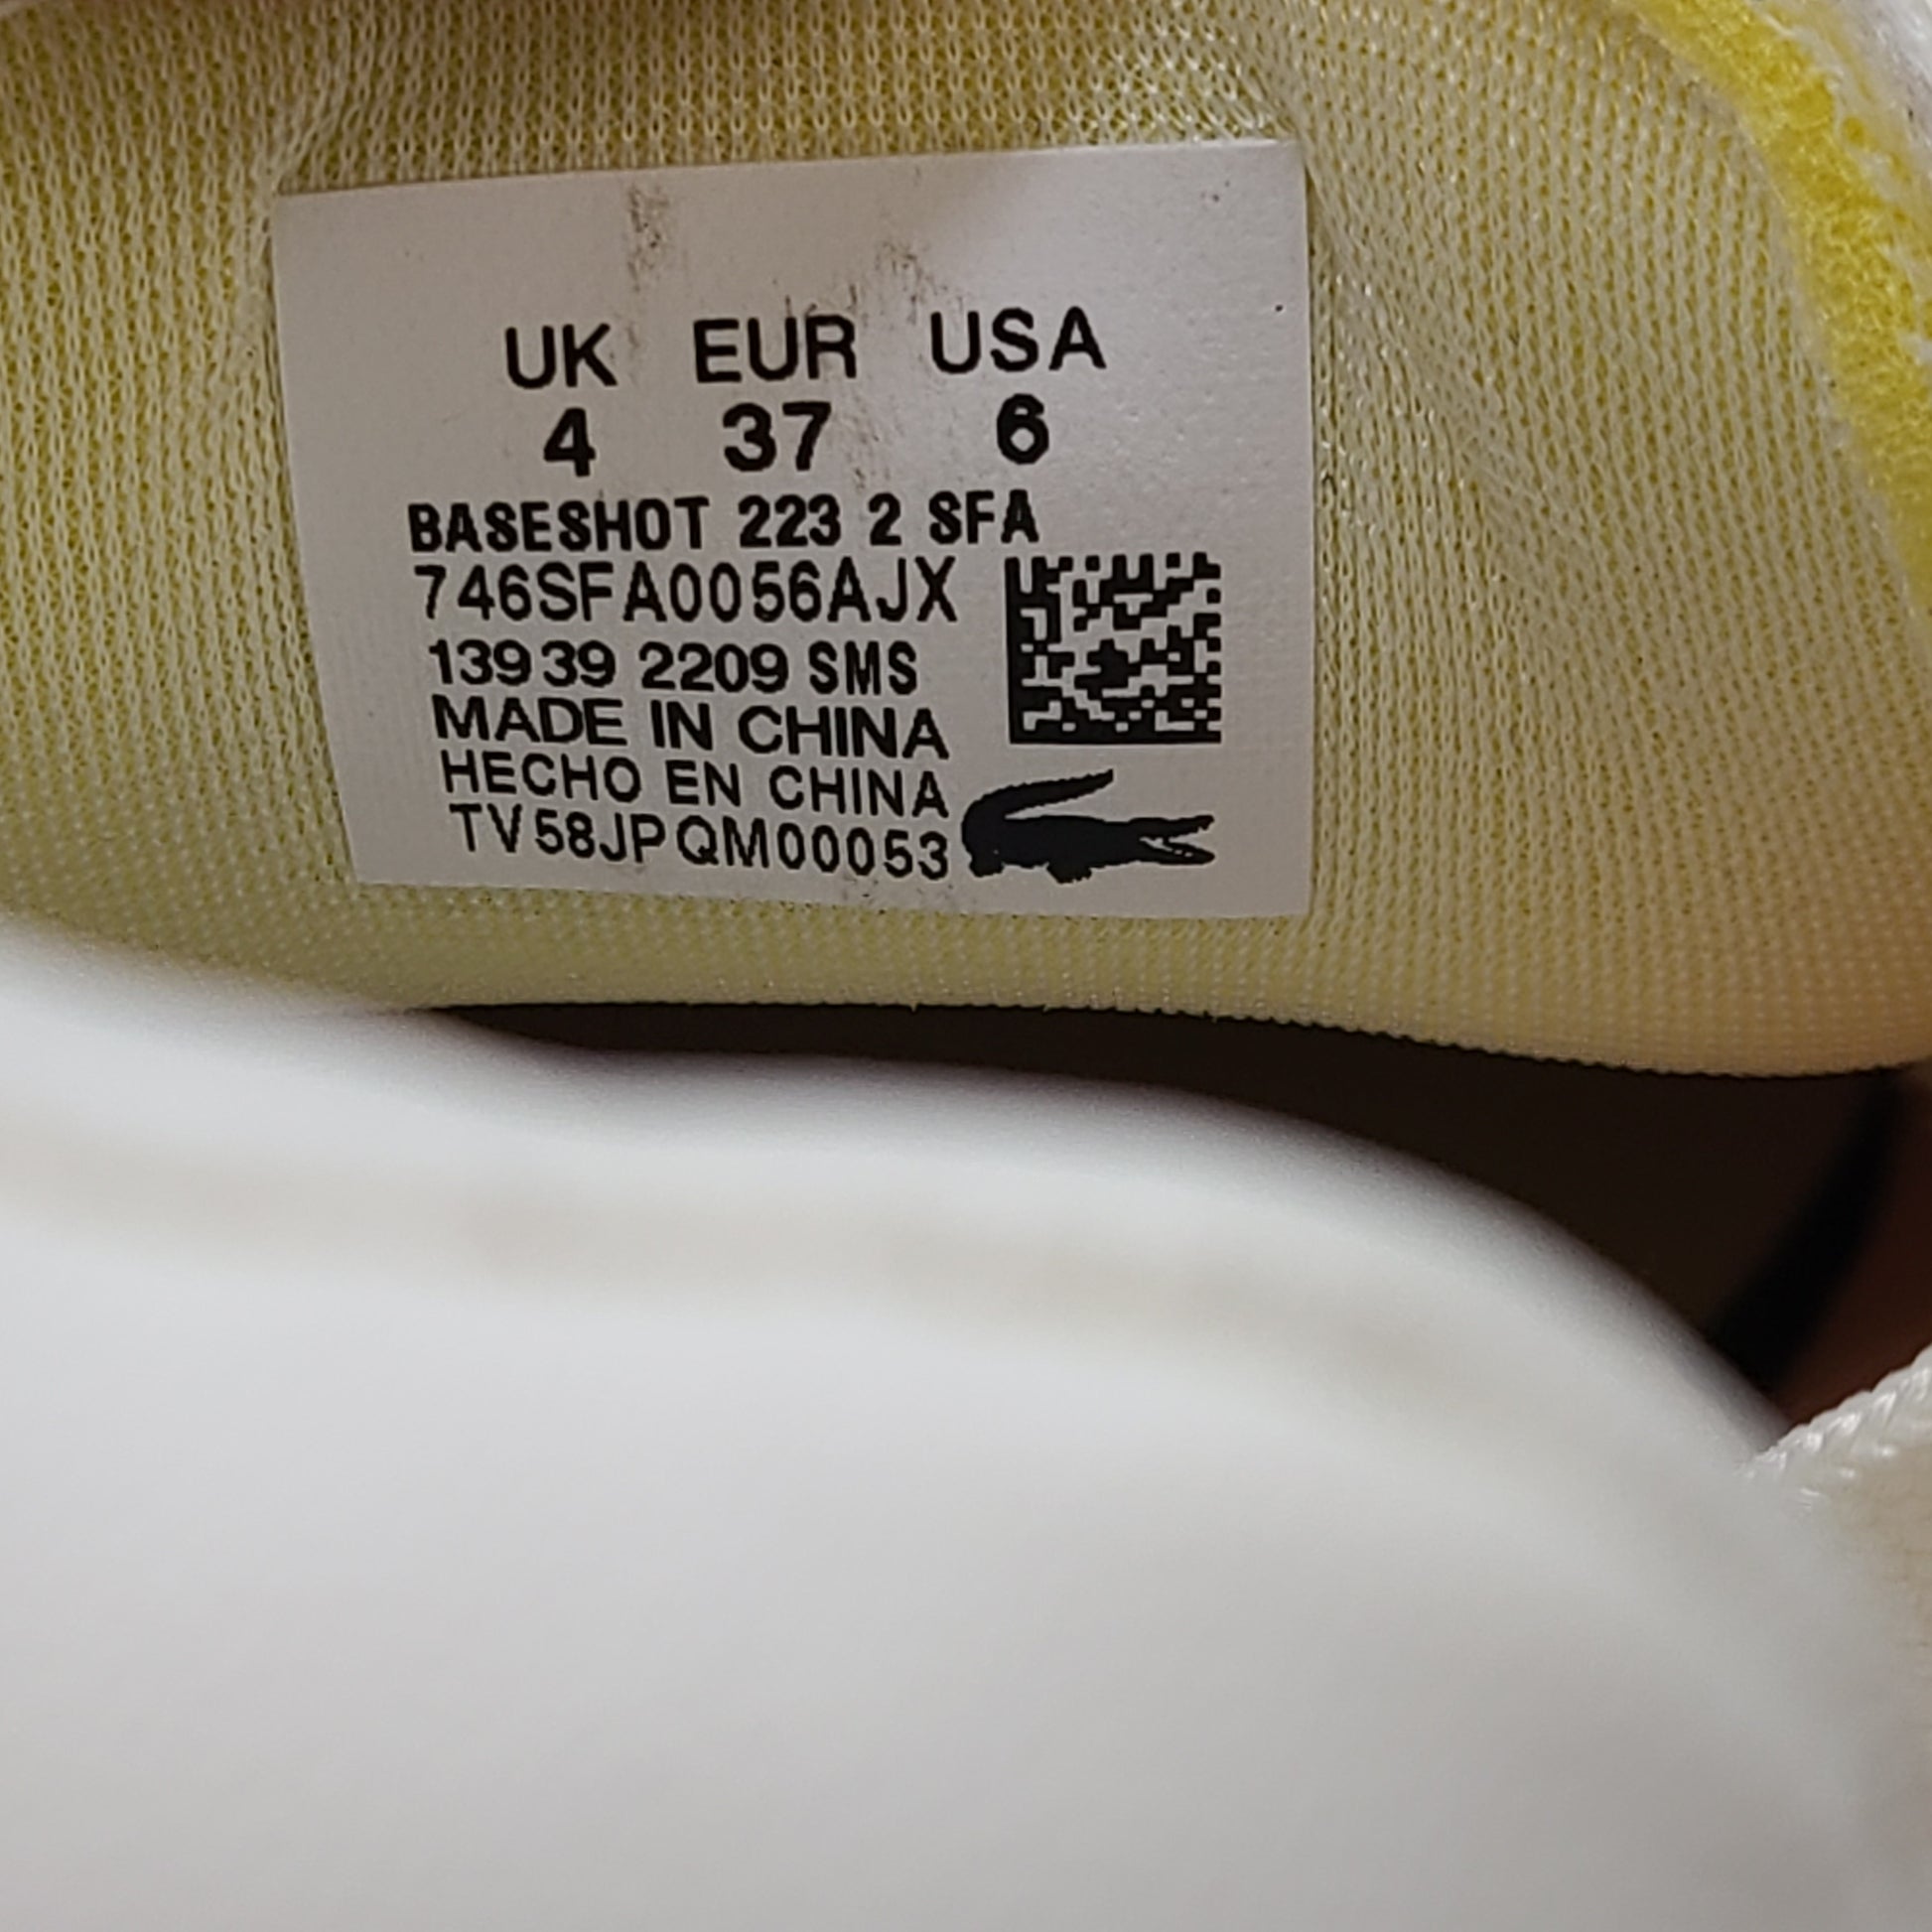 UK EUR USA
4 37 6
BASESHOT 223 2 SFA
746SFA0056AJX
13939 2209 SMS
MADE IN CHINA
HECHO EN CHINA
TV58JPQM00053